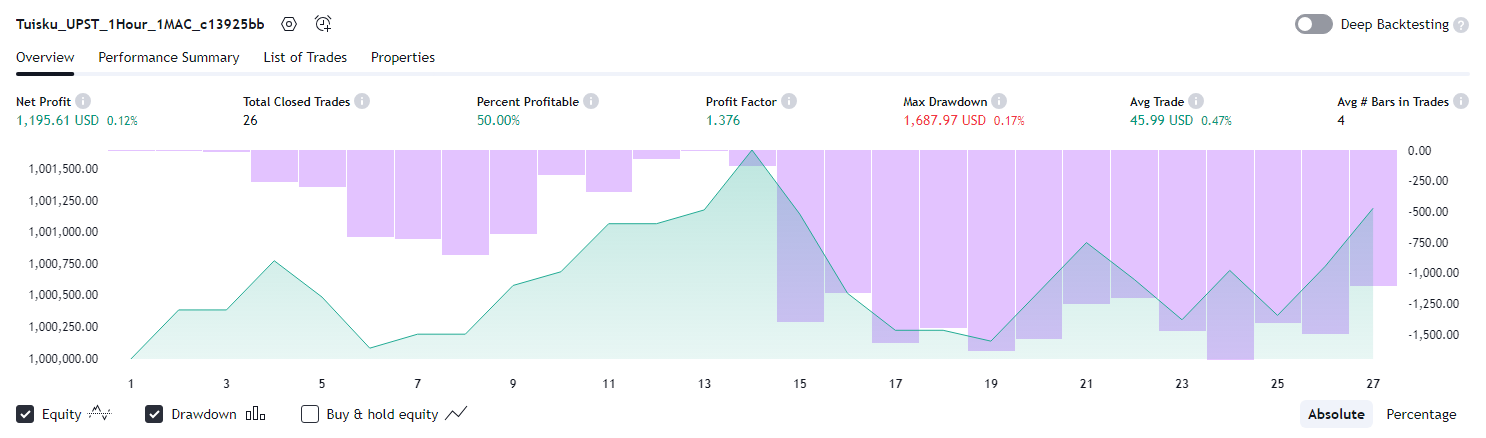 Tuisku_UPST_1Hour_1MAC_c13925bb
Deep Backtesting ?
Overview Performance Summary List of Trades Properties
Net Profit i Total Closed Trades i Percent Profitable i Profit Factor i Max Drawdown i Avg Trade i Avg # Bars in Trades i
1,195.61 USD 0.12% 26 50.00% 1.376 1,687.97 USD 0.17% 45.99 USD 0.47% 4
0.00
1,001,500.00
-250.00
1,001,250.00
-500.00
1,001,000.00
-750.00
1,000,750.00
-1,000.00
1,000,500.00
-1,250.00
1,000,250.00
-1,500.00
1,000,000.00
1 3 5 7 9 11 13 15 17 19 21 23 25 27
Equity Drawdown Buy & hold equity Absolute Percentage